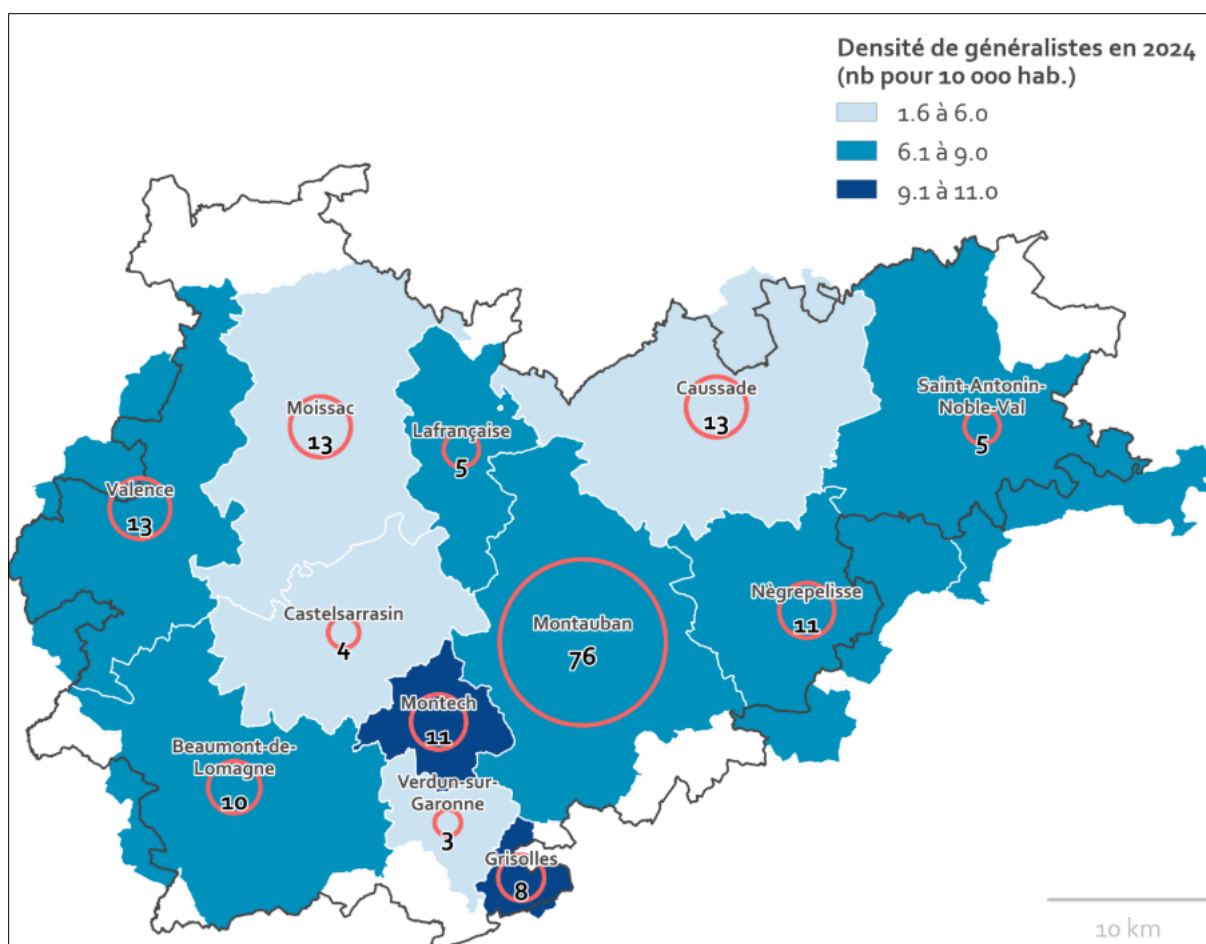 Densité de généralistes en 2024
(nb pour 10 000 hab.)
1.6 à 6.0
6.1 à 9.0
9.1 à 11.0
Moissac
13
Lafrançaise
5
Caussade
13
Saint-Antonin-
Noble-Val
5
Valence
13
Castelsarrasin
4
Montauban
76
Nègrepelisse
11
Montech
11
Beaumont-de-
Lomagne
10
Verdun-sur-
Garonne
3
Grisolles
8
10 km